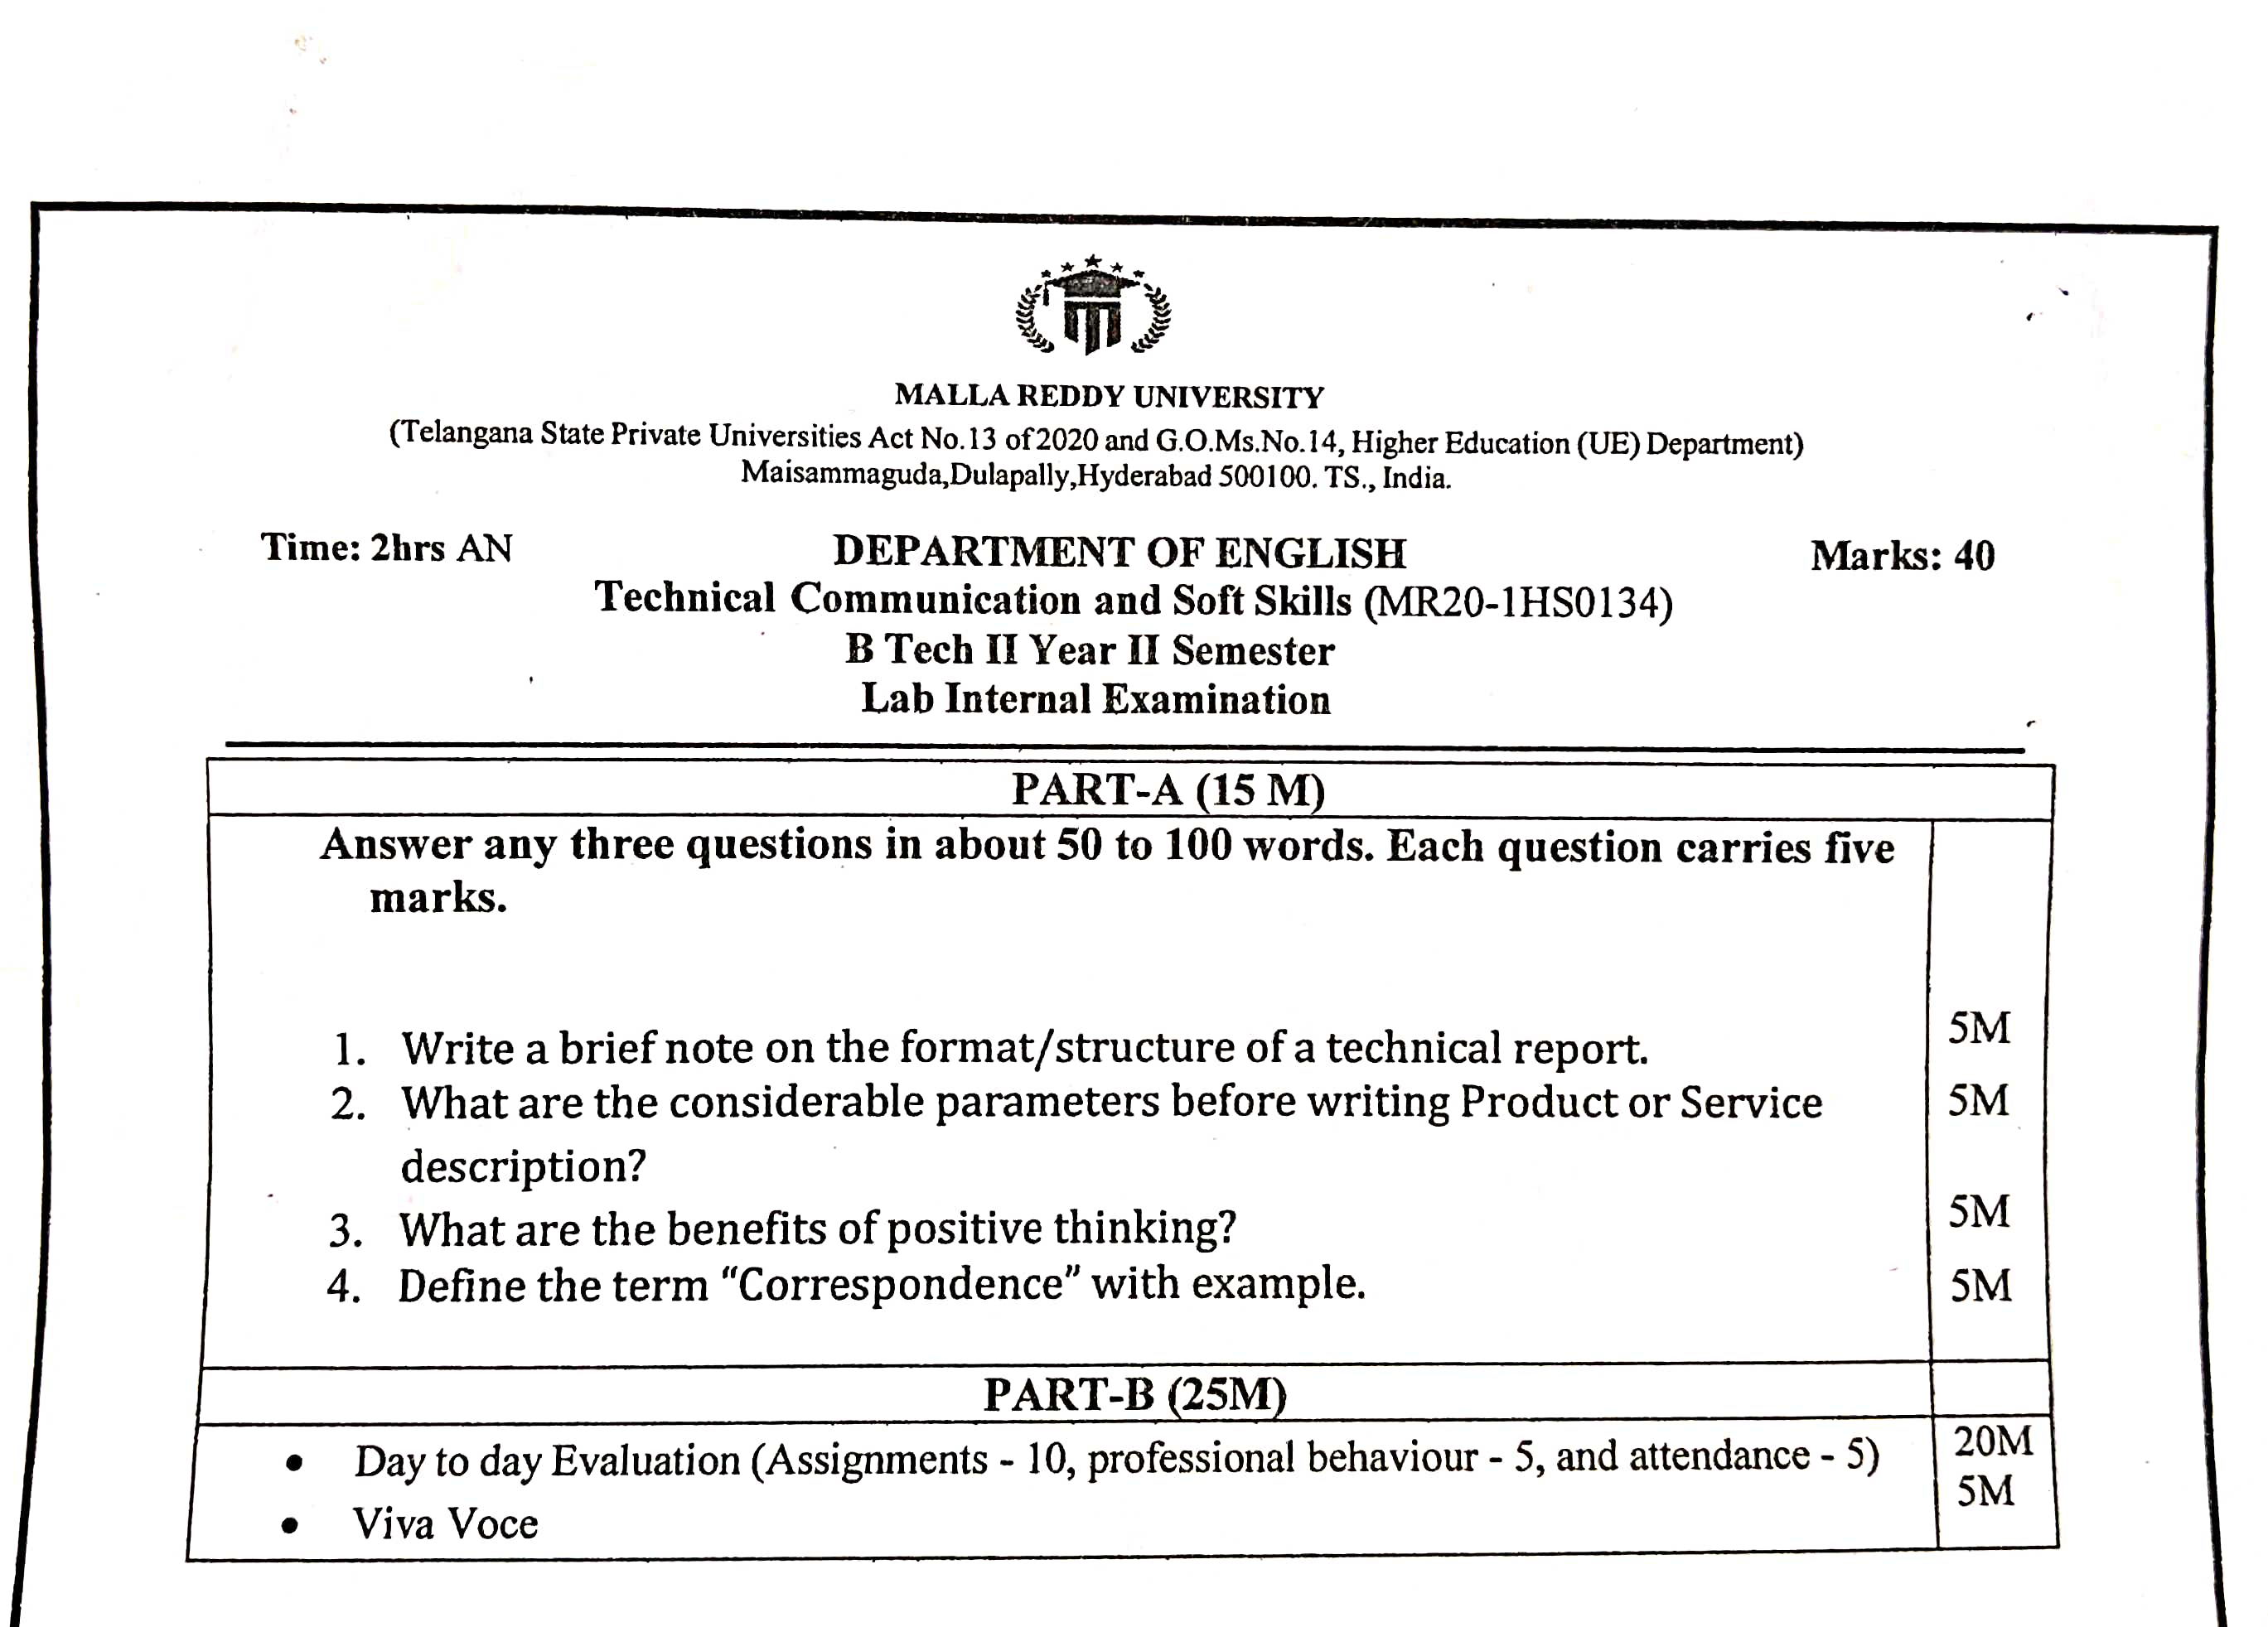 MALLA REDDY UNIVERSITY
(Telangana State Private Universities Act No.13 of 2020 and G.O.Ms.No.14, Higher Education (UE) Department)
Maisammaguda,Dulapally,Hyderabad 500100. TS., India.
Time: 2hrs AN DEPARTMENT OF ENGLISH Marks: 40
Technical Communication and Soft Skills (MR20-1HS0134)
B Tech II Year II Semester
Lab Internal Examination
PART-A (15 M)
Answer any three questions in about 50 to 100 words. Each question carries five
marks.
1. Write a brief note on the format/structure of a technical report. 5M
2. What are the considerable parameters before writing Product or Service 5M
description?
3. What are the benefits of positive thinking? 5M
4. Define the term “Correspondence” with example. 5M
PART-B (25M)
• Day to day Evaluation (Assignments - 10, professional behaviour - 5, and attendance - 5) 20M
• Viva Voce 5M